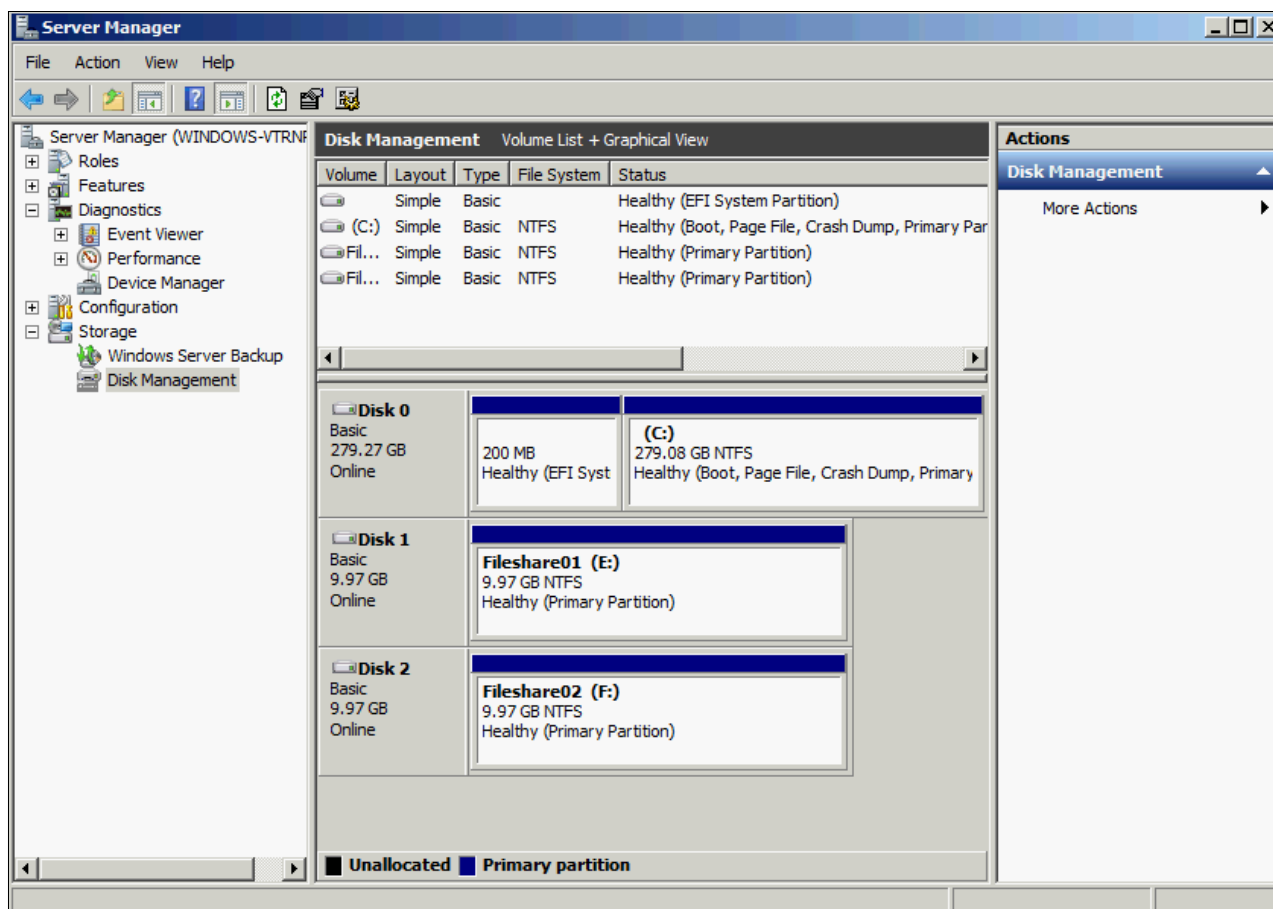 Server Manager
File Action View Help
Server Manager (WINDOWS-VTRNF
Roles
Features
Diagnostics
Event Viewer
Performance
Device Manager
Configuration
Storage
Windows Server Backup
Disk Management
Disk Management Volume List + Graphical View
Volume Layout Type File System Status
Simple Basic Healthy (EFI System Partition)
(C:) Simple Basic NTFS Healthy (Boot, Page File, Crash Dump, Primary Par
Fil... Simple Basic NTFS Healthy (Primary Partition)
Fil... Simple Basic NTFS Healthy (Primary Partition)
Disk 0
Basic
279.27 GB
Online
200 MB
Healthy (EFI Syst
(C:)
279.08 GB NTFS
Healthy (Boot, Page File, Crash Dump, Primary
Disk 1
Basic
9.97 GB
Online
Fileshare01 (E:)
9.97 GB NTFS
Healthy (Primary Partition)
Disk 2
Basic
9.97 GB
Online
Fileshare02 (F:)
9.97 GB NTFS
Healthy (Primary Partition)
Unallocated Primary partition
Actions
Disk Management
More Actions